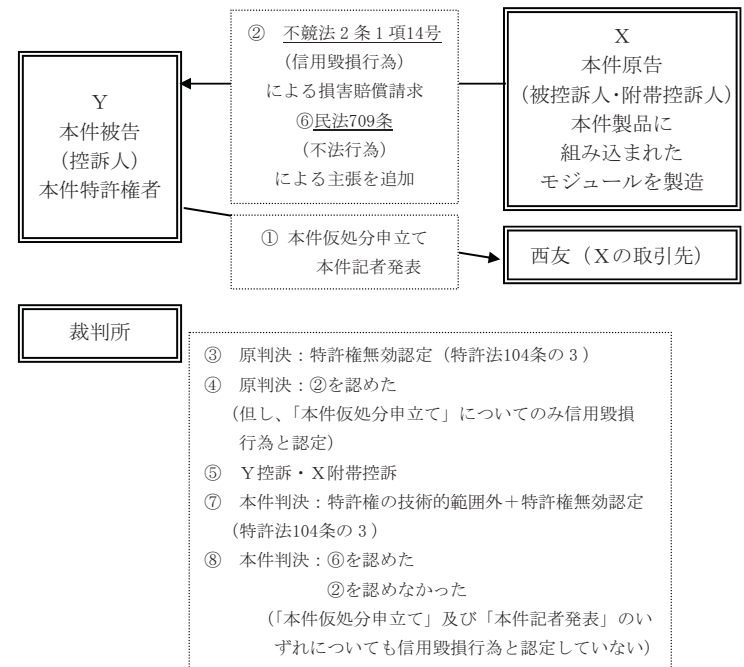 Y
本件被告
(控訴人)
本件特許権者
② 不競法2条1項14号
(信用毀損行為)
による損害賠償請求
⑥民法709条
(不法行為)
による主張を追加
X
本件原告
(被控訴人・附帯控訴人)
本件製品に
組み込まれた
モジュールを製造
① 本件仮処分申立て
本件記者発表
西友(Xの取引先)
裁判所
③ 原判決:特許権無効認定(特許法104条の3)
④ 原判決:②を認めた
(但し、「本件仮処分申立て」についてのみ信用毀損
行為と認定)
⑤ Y控訴・X附帯控訴
⑦ 本件判決:特許権の技術的範囲外+特許権無効認定
(特許法104条の3)
⑧ 本件判決:⑥を認めた
②を認めなかった
(「本件仮処分申立て」及び「本件記者発表」のい
ずれについても信用毀損行為と認定していない)